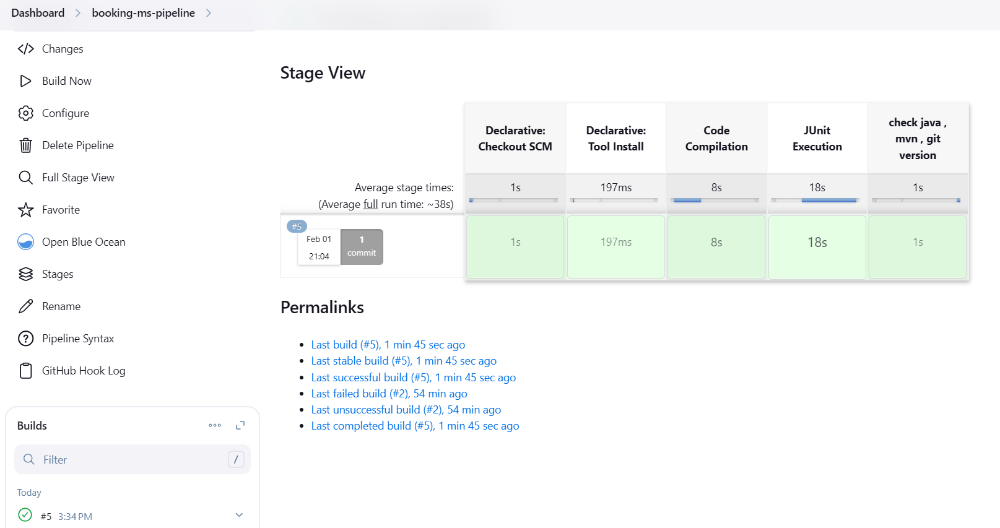 Dashboard
booking-ms-pipeline
Changes
Build Now
Configure
Delete Pipeline
Full Stage View
Favorite
Open Blue Ocean
Stages
Rename
Pipeline Syntax
GitHub Hook Log
Builds
Filter
/
Today
#5 3:34 PM
Stage View
Declarative:
Checkout SCM
Declarative:
Tool Install
Code
Compilation
JUnit
Execution
check java ,
mvn , git
version
Average stage times:
(Average full run time: ~38s)
1s
197ms
8s
18s
1s
#5
Feb 01
21:04
1
commit
1s
197ms
8s
18s
1s
Permalinks
Last build (#5), 1 min 45 sec ago
Last stable build (#5), 1 min 45 sec ago
Last successful build (#5), 1 min 45 sec ago
Last failed build (#2), 54 min ago
Last unsuccessful build (#2), 54 min ago
Last completed build (#5), 1 min 45 sec ago